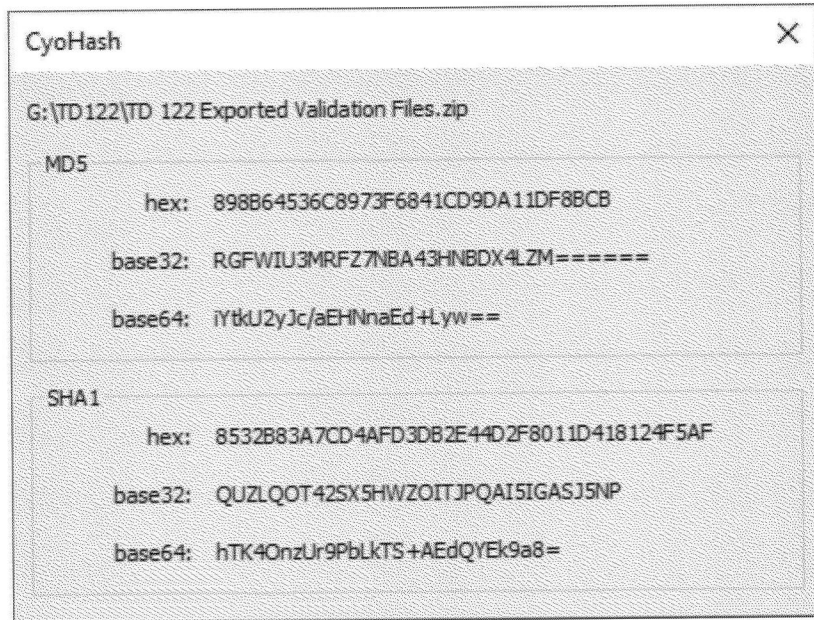 CyoHash
G:\TD122\TD 122 Exported Validation Files.zip
MD5
hex: 898B64536C8973F6841CD9DA11DF8BCB
base32: RGFWIU3MRFZ7NBA43HNBDX4LZM======
base64: iYtkU2yJc/aEHNnaEd+Lyw==
SHA1
hex: 8532B83A7CD4AFD3DB2E44D2F8011D418124F5AF
base32: QUZLQOT42SX5HWZOITJPQAI5IGASJ5NP
base64: hTK4OnzUr9PbLkTS+AEdQYEk9a8=